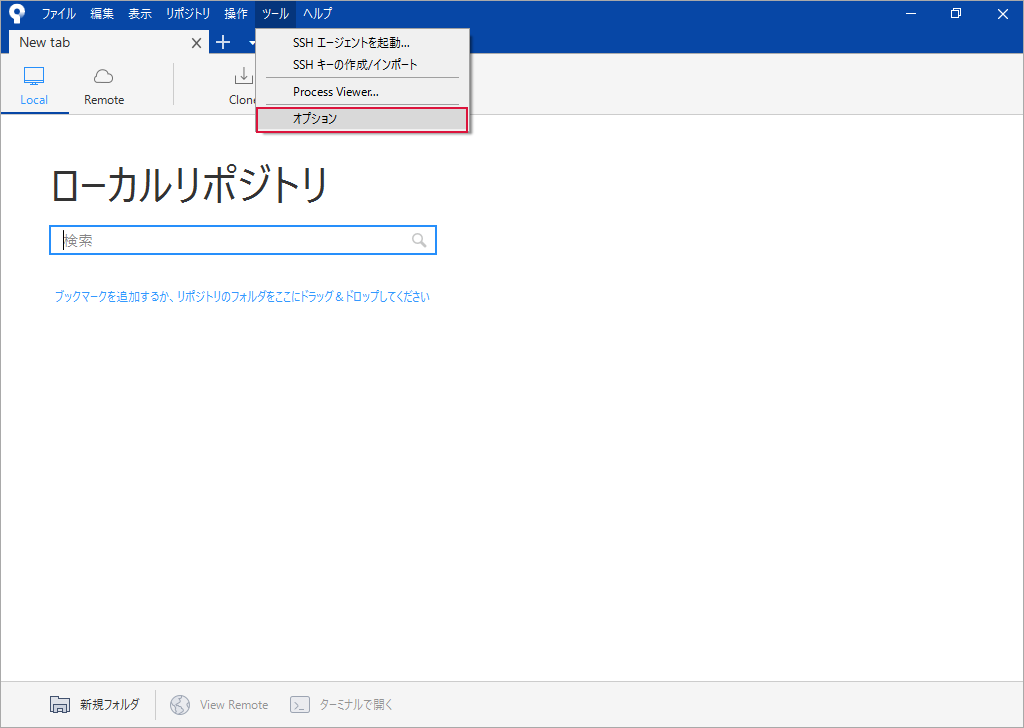 ファイル 編集 表示 リポジトリ 操作 ツール ヘルプ
New tab
SSH エージェントを起動...
SSH キーの作成/インポート
Process Viewer...
オプション
Local Remote Clone
ローカルリポジトリ
検索
ブックマークを追加するか、リポジトリのフォルダをここにドラッグ＆ドロップしてください
新規フォルダ View Remote ターミナルで開く